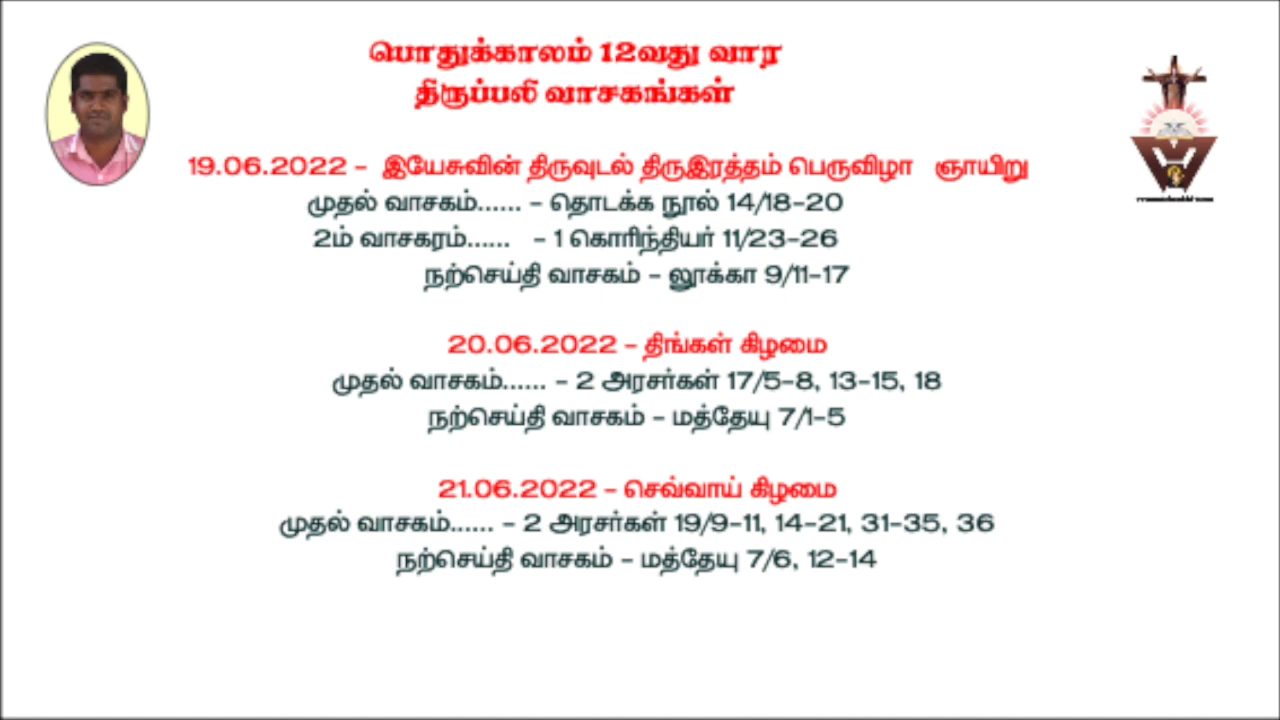 பொதுக்காலம் 12வது வார
திருப்பலி வாசகங்கள்
19.06.2022 - இயேசுவின் திருவுடல் திருஇரத்தம் பெருவிழா ஞாயிறு
முதல் வாசகம்...... - தொடக்க நூல் 14/18-20
2ம் வாசகரம்...... - 1 கொரிந்தியர் 11/23-26
நற்செய்தி வாசகம் - லூக்கா 9/11-17
20.06.2022 - திங்கள் கிழமை
முதல் வாசகம்...... - 2 அரசர்கள் 17/5-8, 13-15, 18
நற்செய்தி வாசகம் - மத்தேயு 7/1-5
21.06.2022 - செவ்வாய் கிழமை
முதல் வாசகம்...... - 2 அரசர்கள் 19/9-11, 14-21, 31-35, 36
நற்செய்தி வாசகம் - மத்தேயு 7/6, 12-14